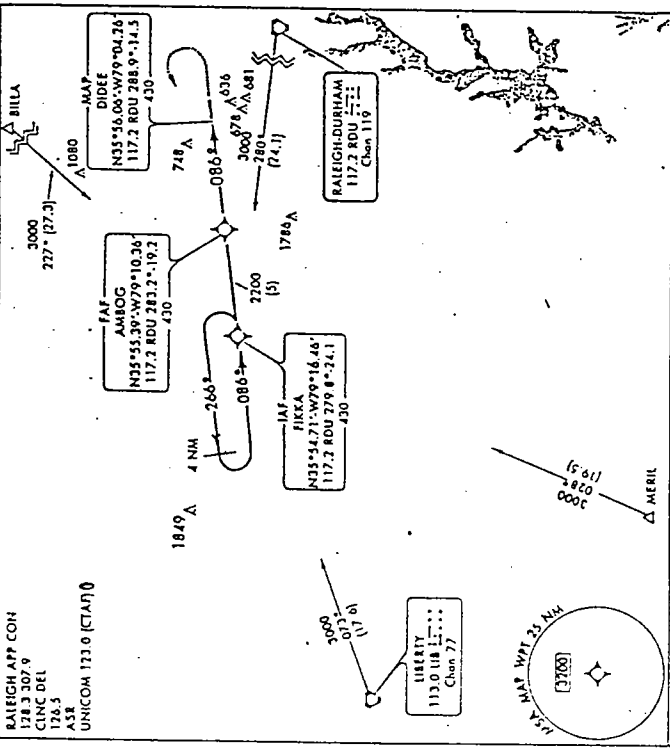 RALEIGH APP CON
128.3 307.9
CLNC DEL
126.5
ASR
UNICOM 123.0 (CTAF)
BILLA
3000
227° (27.3)
1080
MAP
DIDEE
N35°56.06'-W79°04.26'
117.2 RDU 288.9°-14.5
430
748
086°
678
636
681
3000
280°
(24.1)
RALEIGH-DURHAM
117.2 RDU
Chan 119
FAF
AMBOG
N35°55.39'-W79°10.36'
117.2 RDU 283.2°-19.2
430
1786
2200
(5)
266°
086°
4 NM
IAF
FIKKA
N35°54.71'-W79°16.46'
117.2 RDU 279.8°-24.1
430
1849
3000
073°
(17.6)
LIBERTY
113.0 LIB
Chan 77
3000
028°
(19.5)
MERIL
MSA MAP WPT 25 NM
3200